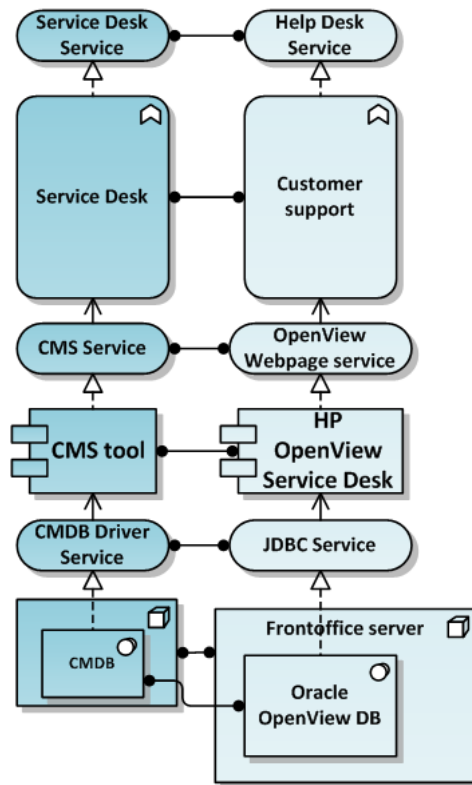 Service Desk
Service
Help Desk
Service
Service Desk
Customer
support
CMS Service
OpenView
Webpage service
CMS tool
HP
OpenView
Service Desk
CMDB Driver
Service
JDBC Service
Frontoffice server
CMDB
Oracle
OpenView DB